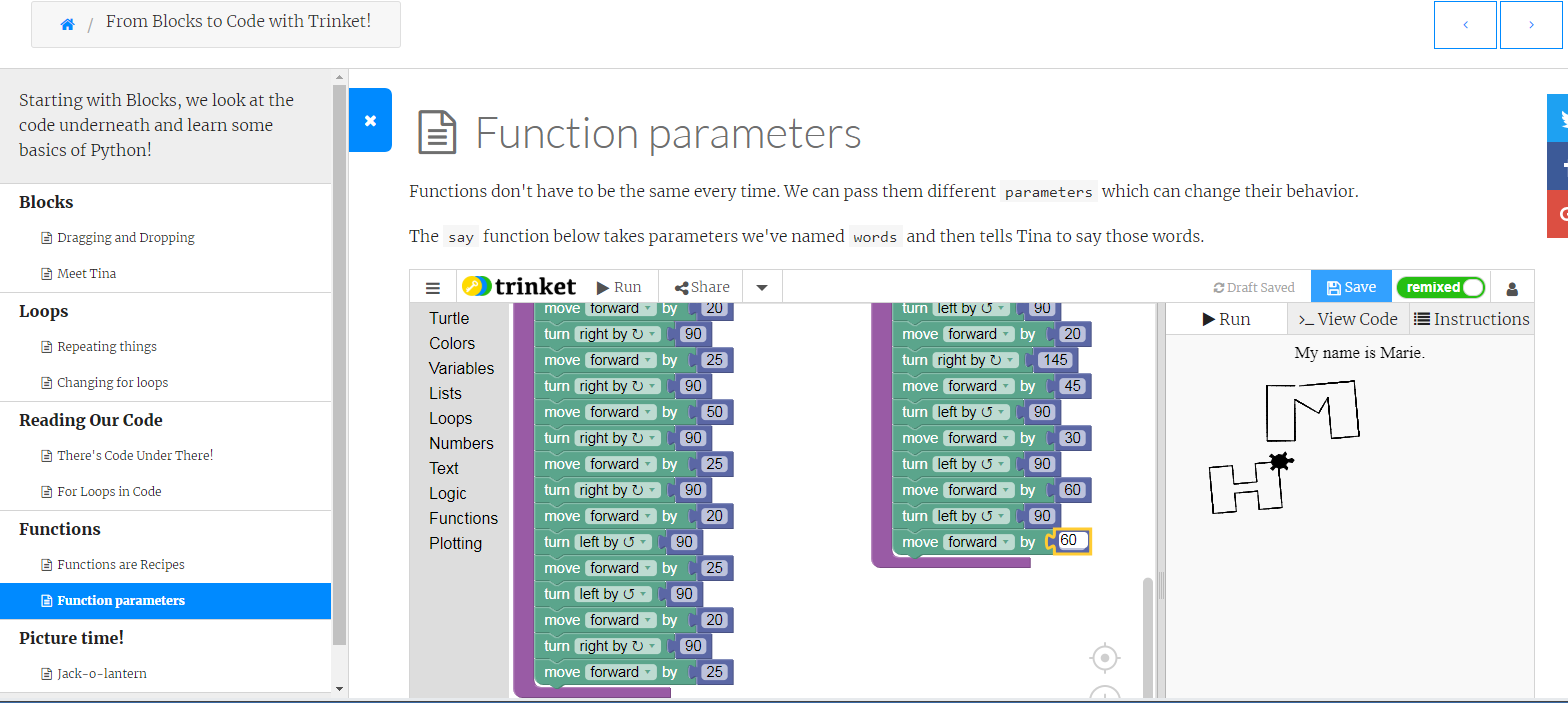 / From Blocks to Code with Trinket!
Starting with Blocks, we look at the
code underneath and learn some
basics of Python!
Blocks
Dragging and Dropping
Meet Tina
Loops
Repeating things
Changing for loops
Reading Our Code
There's Code Under There!
For Loops in Code
Functions
Functions are Recipes
Function parameters
Picture time!
Jack-o-lantern
Function parameters
Functions don't have to be the same every time. We can pass them different parameters which can change their behavior.
The say function below takes parameters we've named words and then tells Tina to say those words.
trinket Run Share Draft Saved Save remixed
Turtle
Colors
Variables
Lists
Loops
Numbers
Text
Logic
Functions
Plotting
move forward by 20
turn right by 90
move forward by 25
turn right by 90
move forward by 50
turn right by 90
move forward by 25
turn right by 90
move forward by 20
turn left by 90
move forward by 25
turn left by 90
move forward by 20
turn right by 90
move forward by 25
turn left by 90
move forward by 20
turn right by 145
move forward by 45
turn left by 90
move forward by 30
turn left by 90
move forward by 60
turn left by 90
move forward by 60
Run >_ View Code Instructions
My name is Marie.
M
H